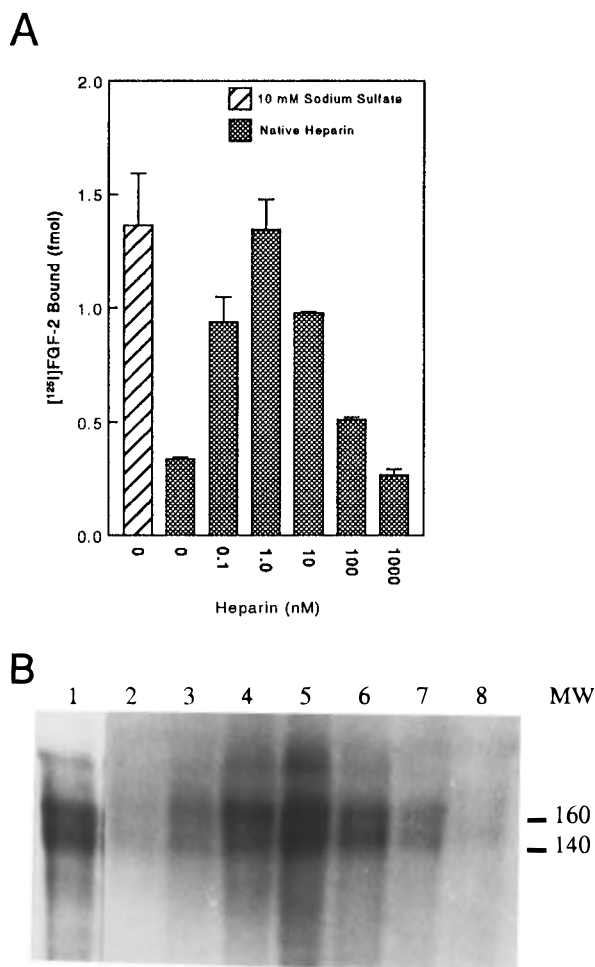 A
2.0
10 mM Sodium Sulfate
Native Heparin
1.5
1.0
0.5
0.0
[125I]FGF-2 Bound (fmol)
0 0 0.1 1.0 10 100 1000
Heparin (nM)
B
1 2 3 4 5 6 7 8 MW
160
140